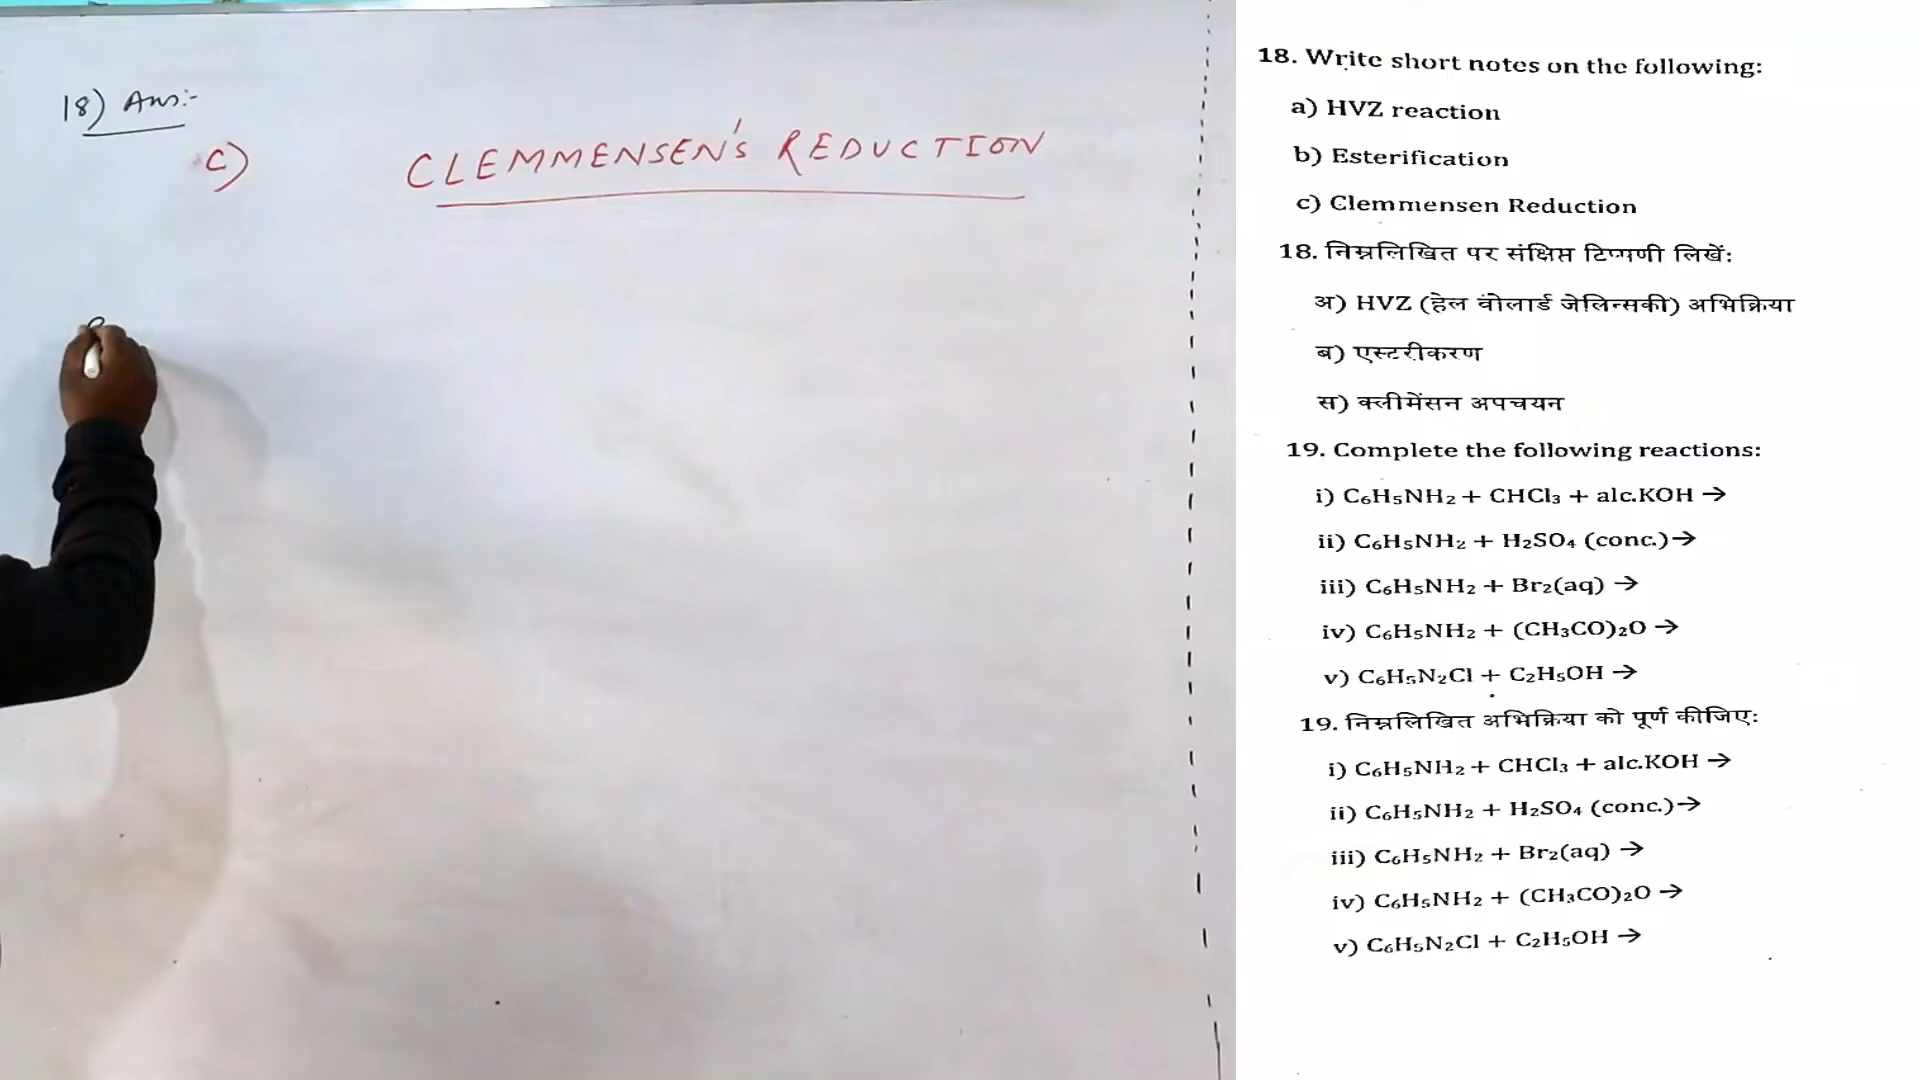 18) Ans:-
c) CLEMMENSEN'S REDUCTION
18. Write short notes on the following:
a) HVZ reaction
b) Esterification
c) Clemmensen Reduction
18. निम्नलिखित पर संक्षिप्त टिप्पणी लिखें:
अ) HVZ (हेल वोलार्ड जेलिन्सकी) अभिक्रिया
ब) एस्टरीकरण
स) क्लीमेंसन अपचयन
19. Complete the following reactions:
i) C₆H₅NH₂ + CHCl₃ + alc.KOH →
ii) C₆H₅NH₂ + H₂SO₄ (conc.)→
iii) C₆H₅NH₂ + Br₂(aq) →
iv) C₆H₅NH₂ + (CH₃CO)₂O →
v) C₆H₅N₂Cl + C₂H₅OH →
19. निम्नलिखित अभिक्रिया को पूर्ण कीजिए:
i) C₆H₅NH₂ + CHCl₃ + alc.KOH →
ii) C₆H₅NH₂ + H₂SO₄ (conc.)→
iii) C₆H₅NH₂ + Br₂(aq) →
iv) C₆H₅NH₂ + (CH₃CO)₂O →
v) C₆H₅N₂Cl + C₂H₅OH →